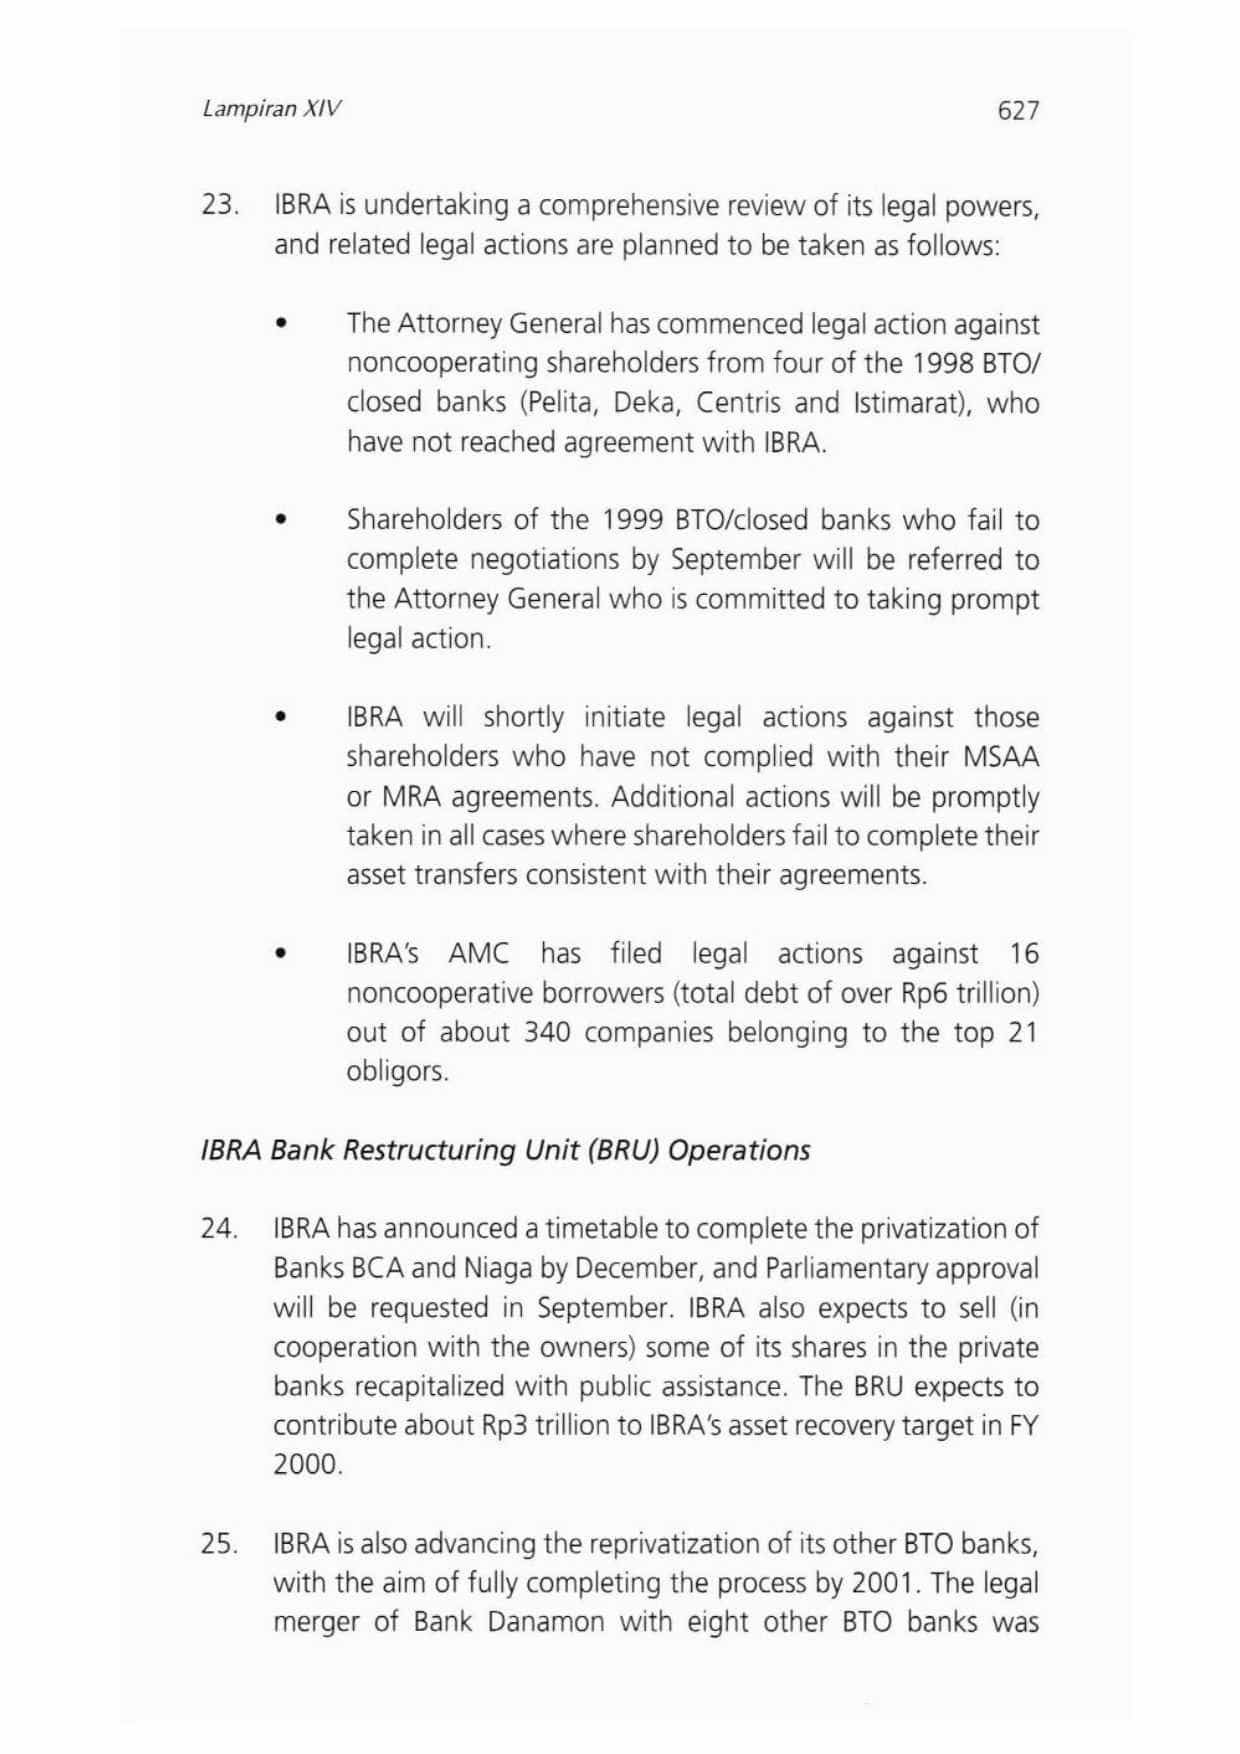 Lampiran XIV 627
23. IBRA is undertaking a comprehensive review of its legal powers,
and related legal actions are planned to be taken as follows:
• The Attorney General has commenced legal action against
noncooperating shareholders from four of the 1998 BTO/
closed banks (Pelita, Deka, Centris and Istimarat), who
have not reached agreement with IBRA.
• Shareholders of the 1999 BTO/closed banks who fail to
complete negotiations by September will be referred to
the Attorney General who is committed to taking prompt
legal action.
• IBRA will shortly initiate legal actions against those
shareholders who have not complied with their MSAA
or MRA agreements. Additional actions will be promptly
taken in all cases where shareholders fail to complete their
asset transfers consistent with their agreements.
• IBRA's AMC has filed legal actions against 16
noncooperative borrowers (total debt of over Rp6 trillion)
out of about 340 companies belonging to the top 21
obligors.
IBRA Bank Restructuring Unit (BRU) Operations
24. IBRA has announced a timetable to complete the privatization of
Banks BCA and Niaga by December, and Parliamentary approval
will be requested in September. IBRA also expects to sell (in
cooperation with the owners) some of its shares in the private
banks recapitalized with public assistance. The BRU expects to
contribute about Rp3 trillion to IBRA's asset recovery target in FY
2000.
25. IBRA is also advancing the reprivatization of its other BTO banks,
with the aim of fully completing the process by 2001. The legal
merger of Bank Danamon with eight other BTO banks was